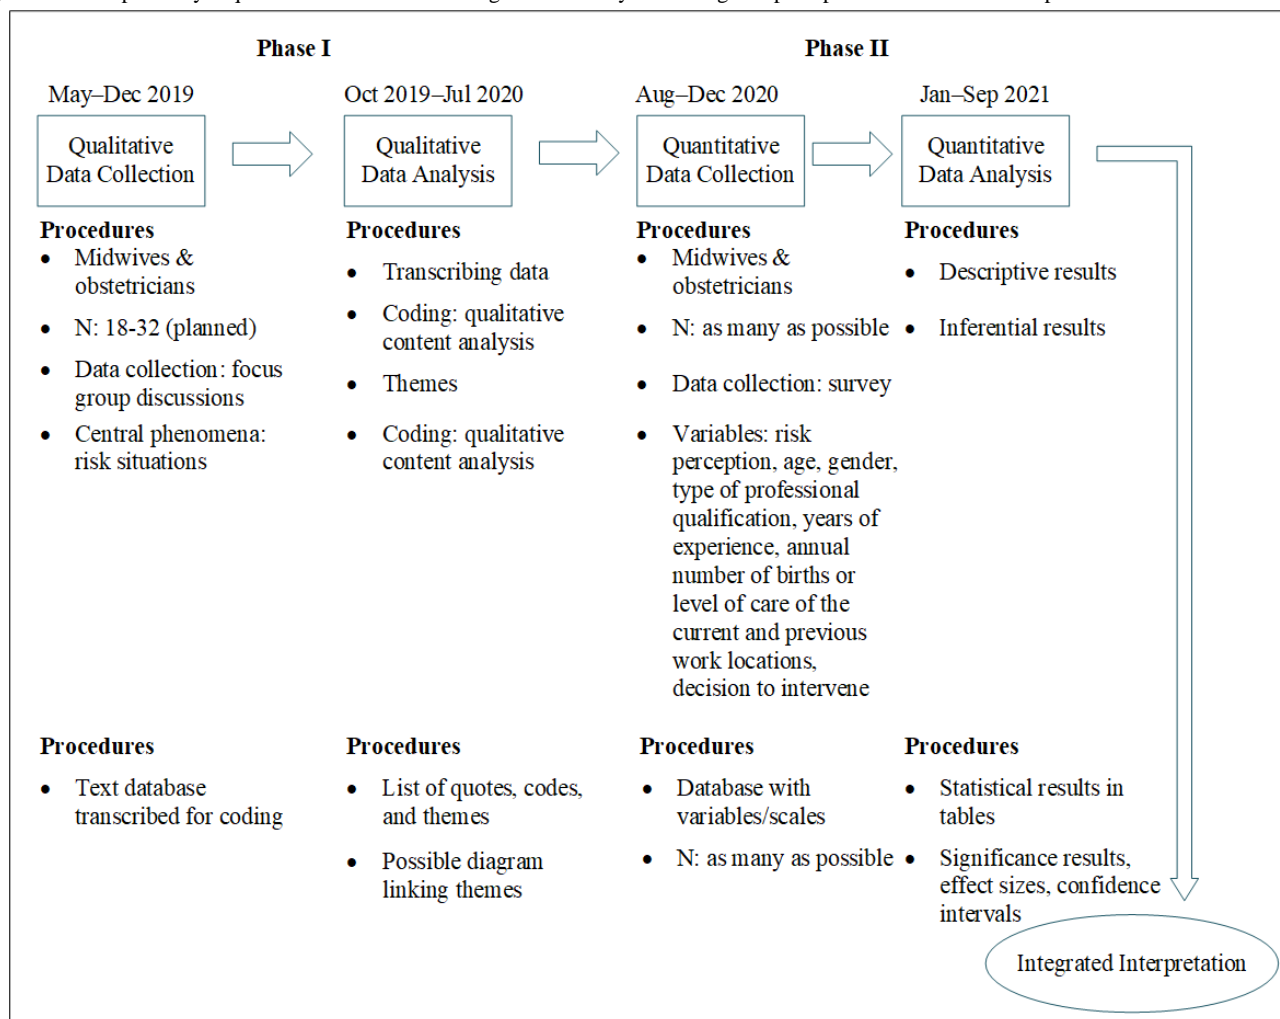 Phase I
Phase II
May–Dec 2019
Oct 2019–Jul 2020
Aug–Dec 2020
Jan–Sep 2021
Qualitative
Data Collection
Qualitative
Data Analysis
Quantitative
Data Collection
Quantitative
Data Analysis
Procedures
• Midwives &
obstetricians
• N: 18-32 (planned)
• Data collection: focus
group discussions
• Central phenomena:
risk situations
Procedures
• Transcribing data
• Coding: qualitative
content analysis
• Themes
• Coding: qualitative
content analysis
Procedures
• Midwives &
obstetricians
• N: as many as possible
• Data collection: survey
• Variables: risk
perception, age, gender,
type of professional
qualification, years of
experience, annual
number of births or
level of care of the
current and previous
work locations,
decision to intervene
Procedures
• Descriptive results
• Inferential results
Procedures
• Text database
transcribed for coding
Procedures
• List of quotes, codes,
and themes
• Possible diagram
linking themes
Procedures
• Database with
variables/scales
• N: as many as possible
Procedures
• Statistical results in
tables
• Significance results,
effect sizes, confidence
intervals
Integrated Interpretation